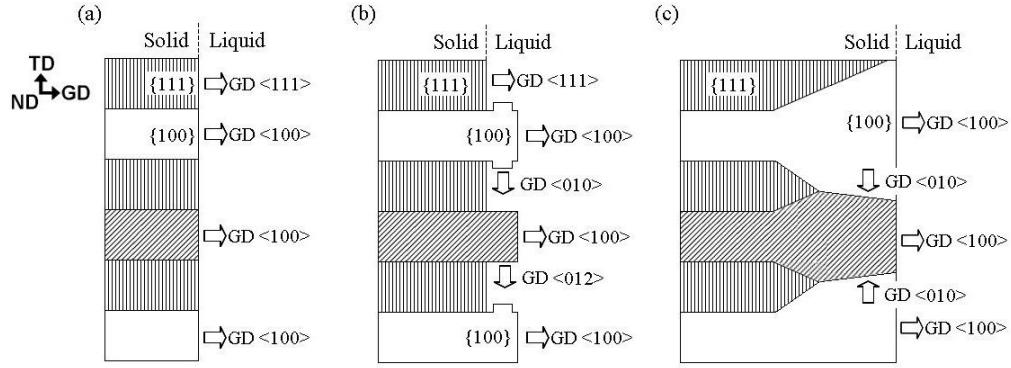 (a)
Solid Liquid
TD
ND GD
{111} GD <111>
{100} GD <100>
GD <100>
GD <100>
(b)
Solid Liquid
{111} GD <111>
{100} GD <100>
GD <010>
GD <100>
GD <012>
{100} GD <100>
(c)
Solid Liquid
{111}
{100} GD <100>
GD <010>
GD <100>
GD <010>
GD <100>